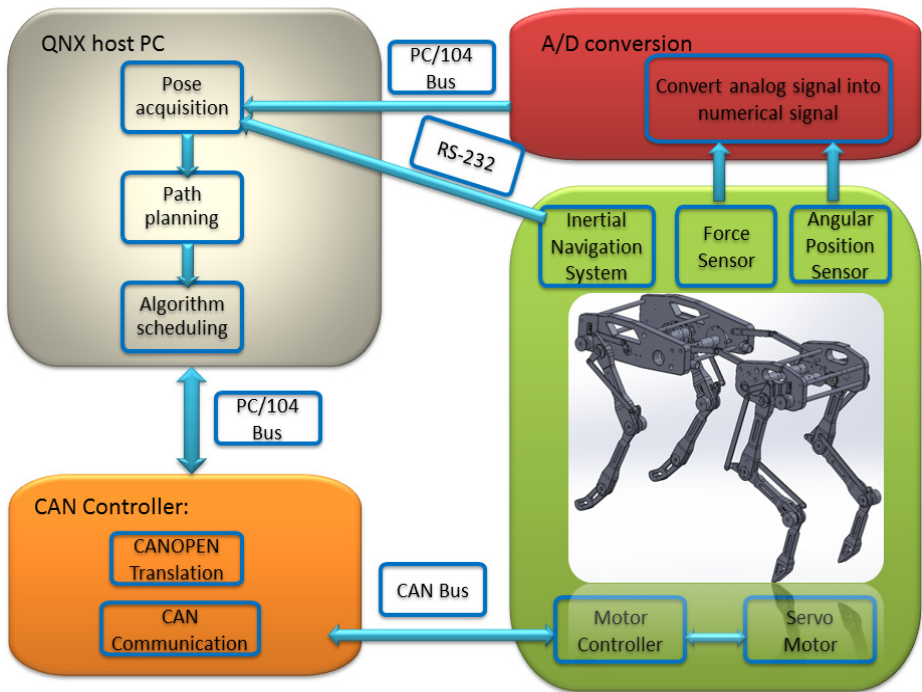 QNX host PC
Pose
acquisition
Path
planning
Algorithm
scheduling
PC/104
Bus
RS-232
A/D conversion
Convert analog signal into
numerical signal
Inertial
Navigation
System
Force
Sensor
Angular
Position
Sensor
PC/104
Bus
CAN Controller:
CANOPEN
Translation
CAN
Communication
CAN Bus
Motor
Controller
Servo
Motor